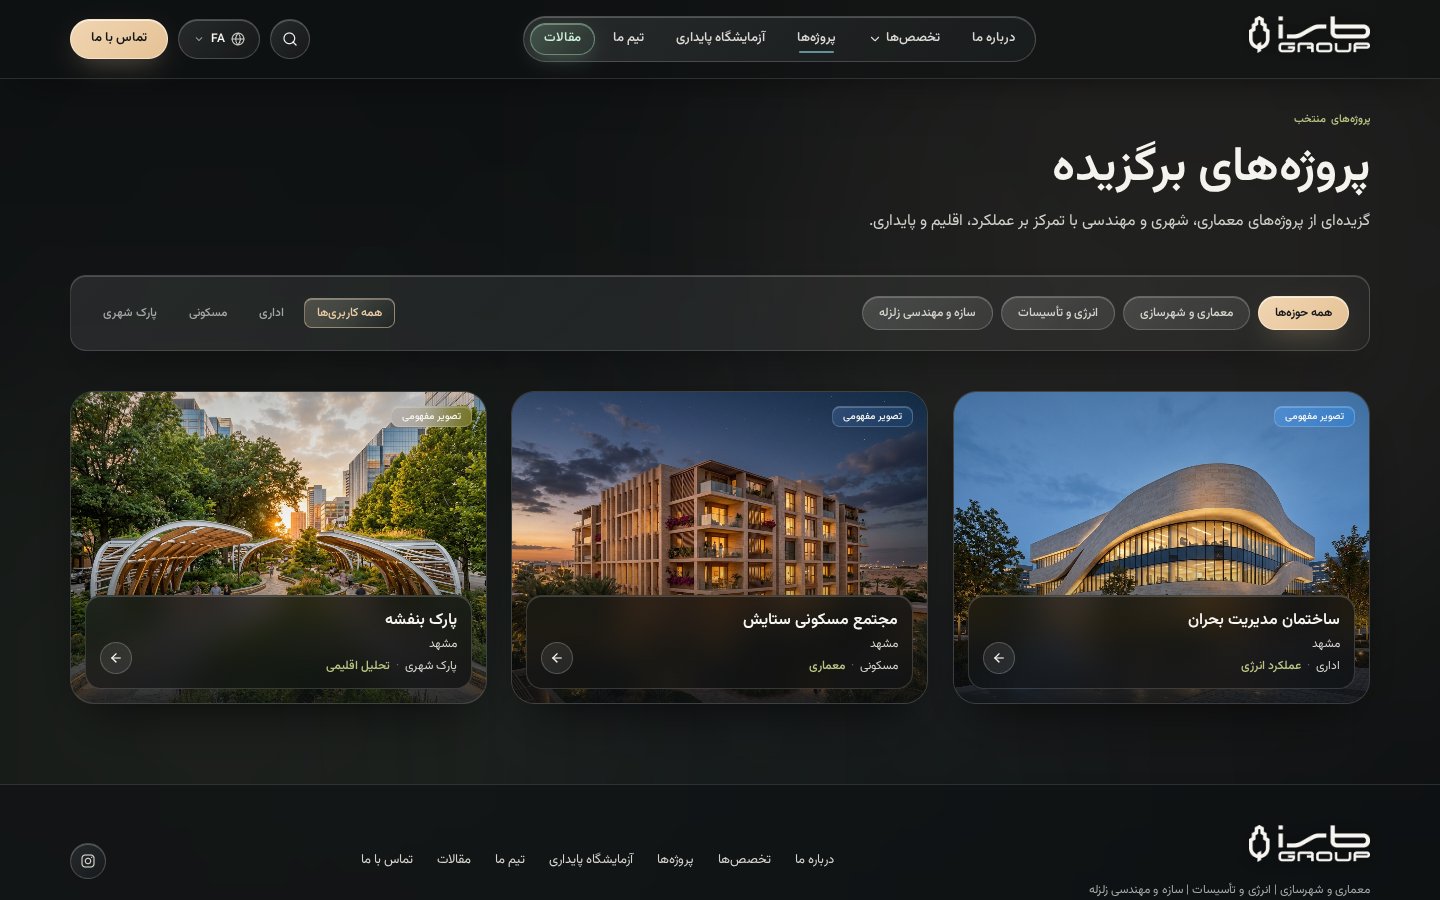 GROUP
درباره ما
تخصص‌ها
پروژه‌ها
آزمایشگاه پایداری
تیم ما
مقالات
FA
تماس با ما
پروژه‌های منتخب
پروژه‌های برگزیده
گزیده‌ای از پروژه‌های معماری، شهری و مهندسی با تمرکز بر عملکرد، اقلیم و پایداری.
همه حوزه‌ها
معماری و شهرسازی
انرژی و تأسیسات
سازه و مهندسی زلزله
همه کاربری‌ها
اداری
مسکونی
پارک شهری
تصویر مفهومی
ساختمان مدیریت بحران
مشهد
اداری · عملکرد انرژی
تصویر مفهومی
مجتمع مسکونی ستایش
مشهد
مسکونی · معماری
تصویر مفهومی
پارک بنفشه
مشهد
پارک شهری · تحلیل اقلیمی
GROUP
معماری و شهرسازی | انرژی و تأسیسات | سازه و مهندسی زلزله
درباره ما
تخصص‌ها
پروژه‌ها
آزمایشگاه پایداری
تیم ما
مقالات
تماس با ما